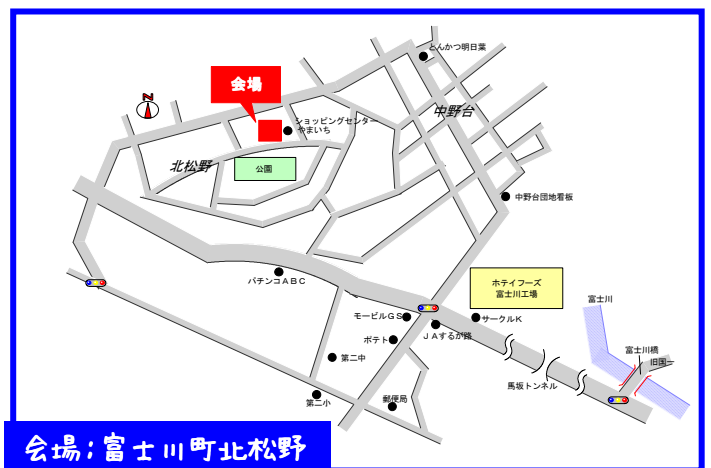 とんかつ明日葉
N
会場
ショッピングセンター
やまいち
中野台
北松野
公園
中野台団地看板
パチンコABC
ホテイフーズ
富士川工場
富士川
モービルGS
サークルK
JAするが路
ポテト
富士川橋
旧国一
第二中
馬坂トンネル
第二小
郵便局
会場;富士川町北松野